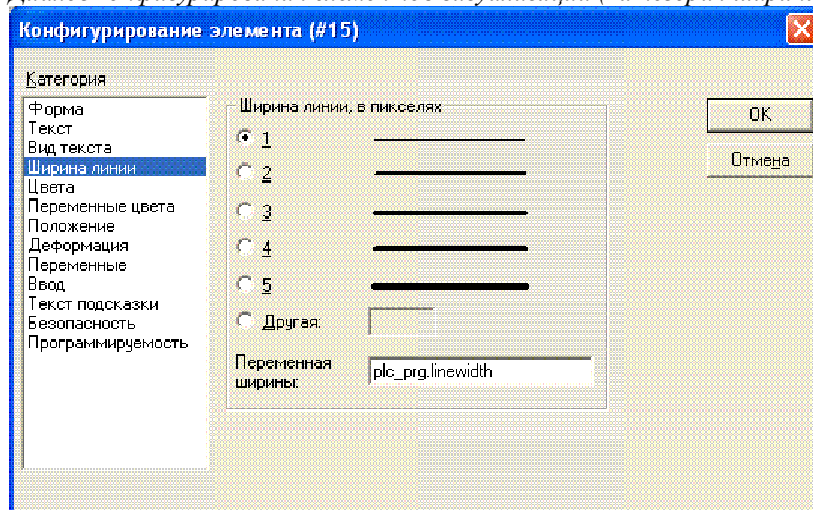 Конфигурирование элемента (#15)
Категория
Форма
Текст
Вид текста
Ширина линии
Цвета
Переменные цвета
Положение
Деформация
Переменные
Ввод
Текст подсказки
Безопасность
Программируемость
Ширина линии, в пикселях
1
2
3
4
5
Другая:
Переменная
ширины:
plc_prg.linewidth
OK
Отмена